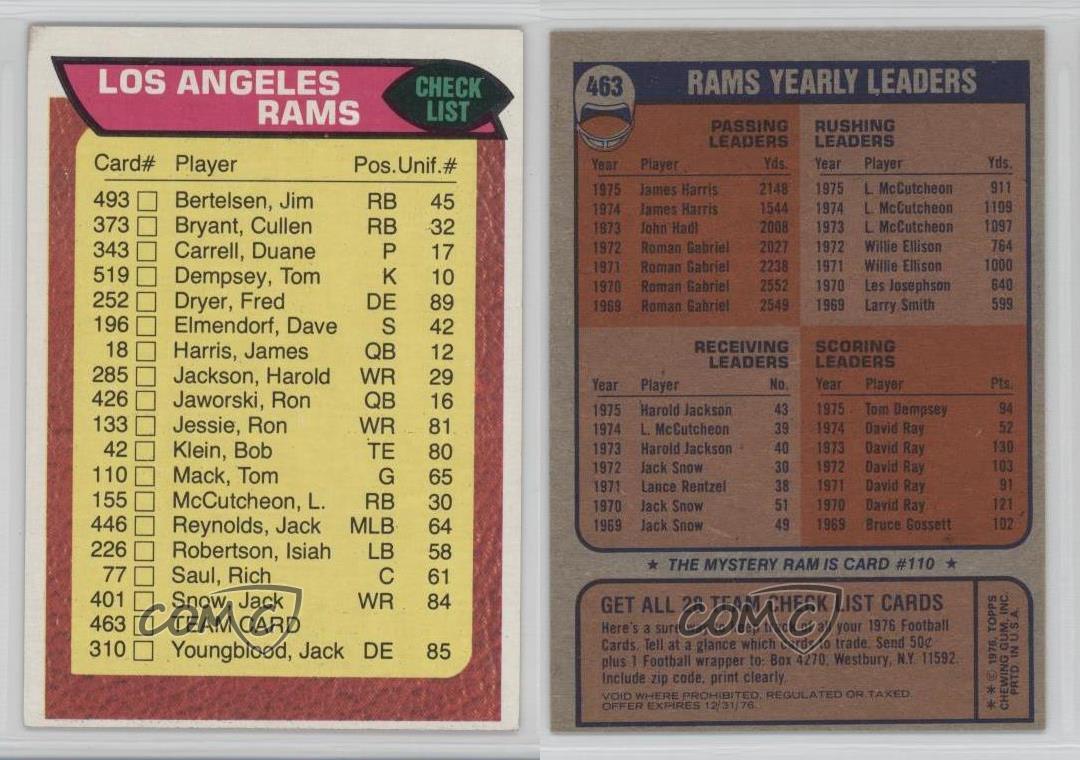 LOS ANGELES
RAMS
CHECK
LIST
Card# Player Pos. Unif.#
493 Bertelsen, Jim RB 45
373 Bryant, Cullen RB 32
343 Carrell, Duane P 17
519 Dempsey, Tom K 10
252 Dryer, Fred DE 89
196 Elmendorf, Dave S 42
18 Harris, James QB 12
285 Jackson, Harold WR 29
426 Jaworski, Ron QB 16
133 Jessie, Ron WR 81
42 Klein, Bob TE 80
110 Mack, Tom G 65
155 McCutcheon, L. RB 30
446 Reynolds, Jack MLB 64
226 Robertson, Isiah LB 58
77 Saul, Rich C 61
401 Snow, Jack WR 84
463 TEAM CARD
310 Youngblood, Jack DE 85
COMC
463
RAMS YEARLY LEADERS
PASSING
LEADERS
Year Player Yds.
1975 James Harris 2148
1974 James Harris 1544
1973 John Hadl 2008
1972 Roman Gabriel 2027
1971 Roman Gabriel 2238
1970 Roman Gabriel 2552
1969 Roman Gabriel 2549
RUSHING
LEADERS
Year Player Yds.
1975 L. McCutcheon 911
1974 L. McCutcheon 1109
1973 L. McCutcheon 1097
1972 Willie Ellison 764
1971 Willie Ellison 1000
1970 Les Josephson 640
1969 Larry Smith 599
RECEIVING
LEADERS
Year Player No.
1975 Harold Jackson 43
1974 L. McCutcheon 39
1973 Harold Jackson 40
1972 Jack Snow 30
1971 Lance Rentzel 38
1970 Jack Snow 51
1969 Jack Snow 49
SCORING
LEADERS
Year Player Pts.
1975 Tom Dempsey 94
1974 David Ray 52
1973 David Ray 130
1972 David Ray 103
1971 David Ray 91
1970 David Ray 121
1969 Bruce Gossett 102
★ THE MYSTERY RAM IS CARD #110 ★
GET ALL TEAM CHECK LIST CARDS
Here's a sure way to keep track of all your 1976 Football
Cards. Tell at a glance which cards to trade. Send 50¢
plus 1 Football wrapper to: Box 4270, Westbury, N.Y. 11592.
Include zip code, print clearly.
VOID WHERE PROHIBITED, REGULATED OR TAXED.
OFFER EXPIRES 12/31/76.
** © 1976, TOPPS
CHEWING GUM, INC.
PRTD IN U.S.A.
COMC